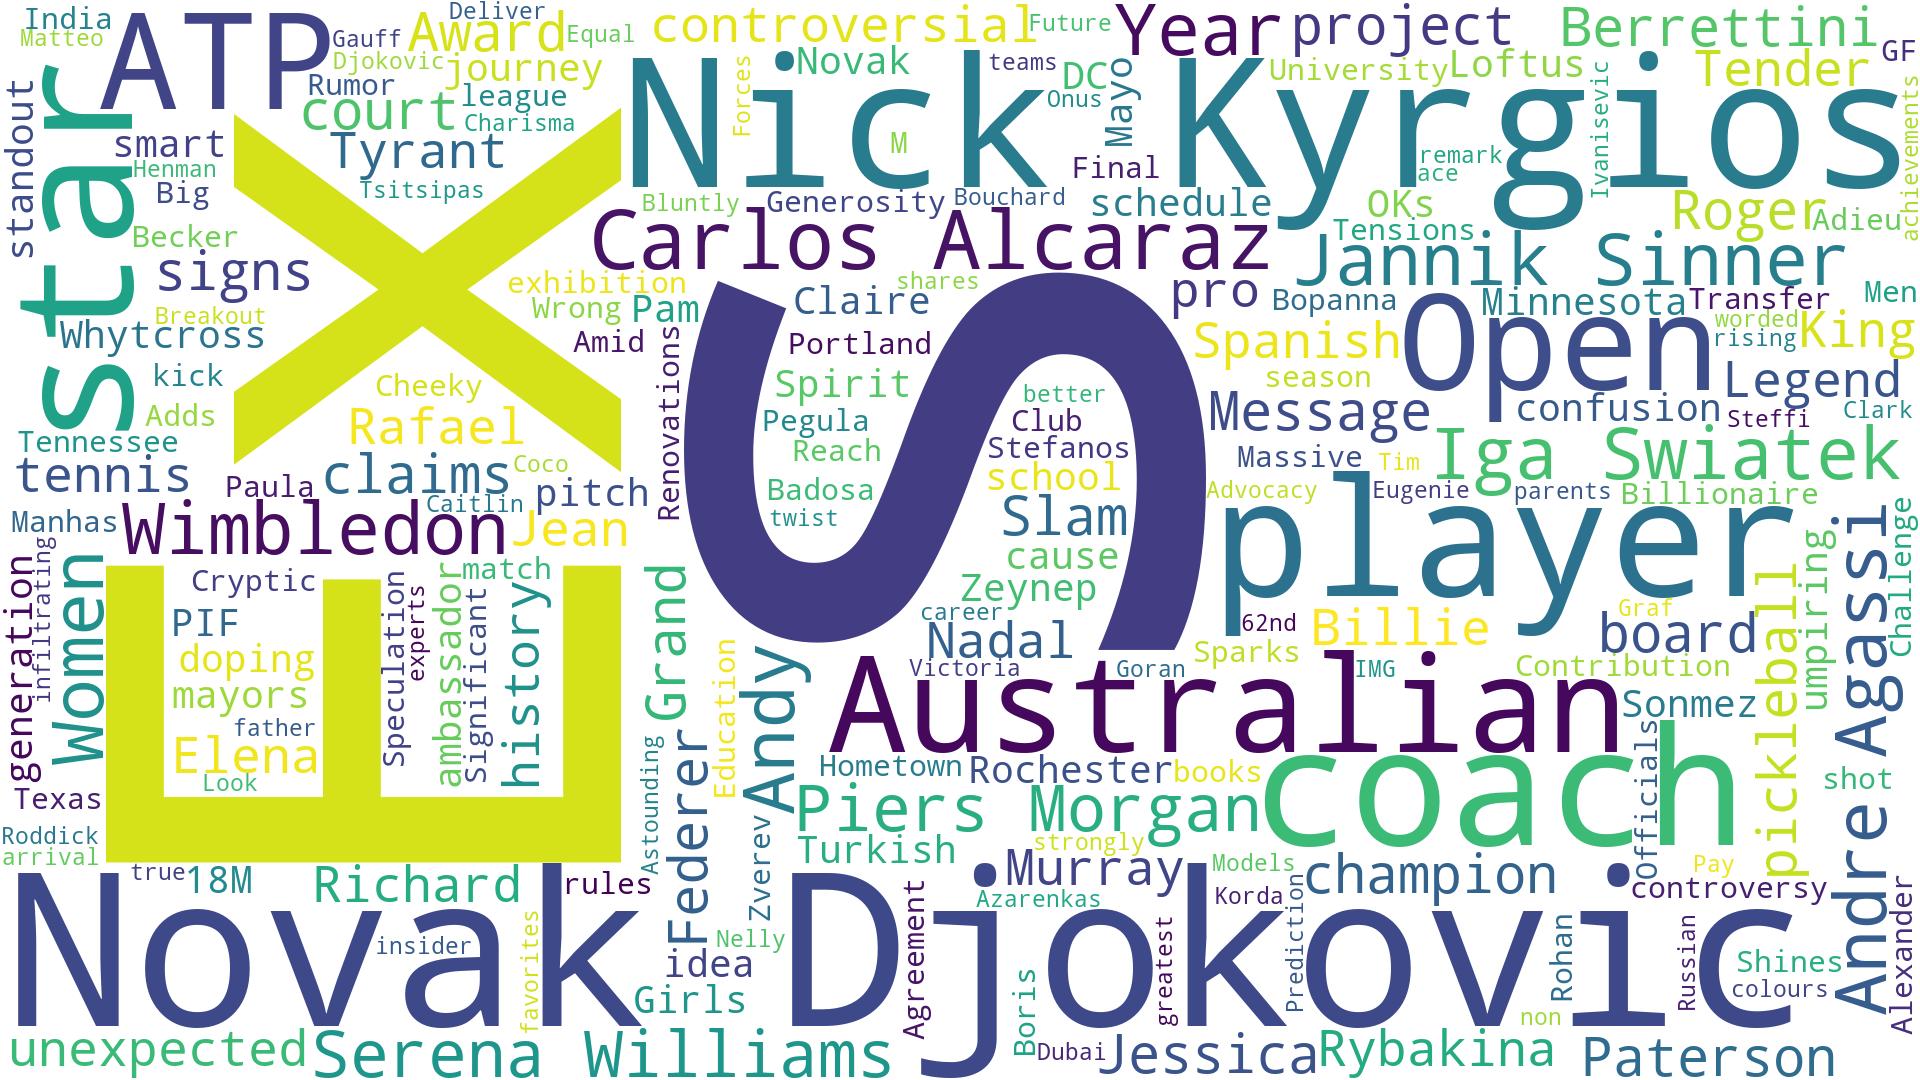 India
Matteo
ATP
Gauff
Djokovic
Rumor
Deliver
Award
Equal
journey
court
league
Charisma
controversial
Future
Year
project
Berrettini
GF
Novak
teams
DC
Onus
Mayo
University
Loftus
Tender
Forces
Nick Kyrgios
M
Final
remark
ace
Ivanisevic
achievements
standout
star
smart
Henman
Big
Becker
signs
Breakout
Whytcross
kick
Adds
Tennessee
tennis
Tyrant
Tsitsipas
X
Bluntly
Generosity
Bouchard
schedule
OKs
Tensions
Roger
Adieu
Carlos Alcaraz
Jannik Sinner
exhibition
Wrong
Pam
Amid
shares
Claire
Portland
pro
Bopanna
Minnesota
Transfer
Men
worded
rising
King
Spanish
Open
season
Legend
Renovations
Spirit
Pegula
Reach
Badosa
twist
better
Club
Stefanos
school
Slam
cause
Zeynep
career
Nadal
Victoria
Goran
S
Message
confusion
Steffi
Clark
Massive
Tim
Iga Swiatek
Advocacy
Eugenie
parents
Billionaire
Cheeky
Rafael
claims
Coco
Paula
Caitlin
pitch
Manhas
Wimbledon
Jean
player
umpiring
Andre Agassi
Challenge
generation
infiltrating
Women
Cryptic
PIF
doping
mayors
father
Elena
Look
Speculation
experts
ambassador
Significant
match
history
E
Grand
Education
Andy
62nd
Billie
Graf
board
Sparks
IMG
Contribution
pickleball
Australian
Sonmez
Texas
Roddick
arrival
Astounding
Federer
Zverev
Hometown
Rochester
books
Piers Morgan
coach
Officials
shot
Turkish
strongly
true
18M
Richard
rules
Murray
Models
champion
Pay
controversy
Azarenkas
Korda
Novak Djokovic
insider
favorites
Nelly
idea
Girls
Agreement
Boris
greatest
Prediction
Rohan
Russian
Shines
colours
Alexander
non
unexpected
Serena Williams
Dubai
Jessica
Rybakina
Paterson